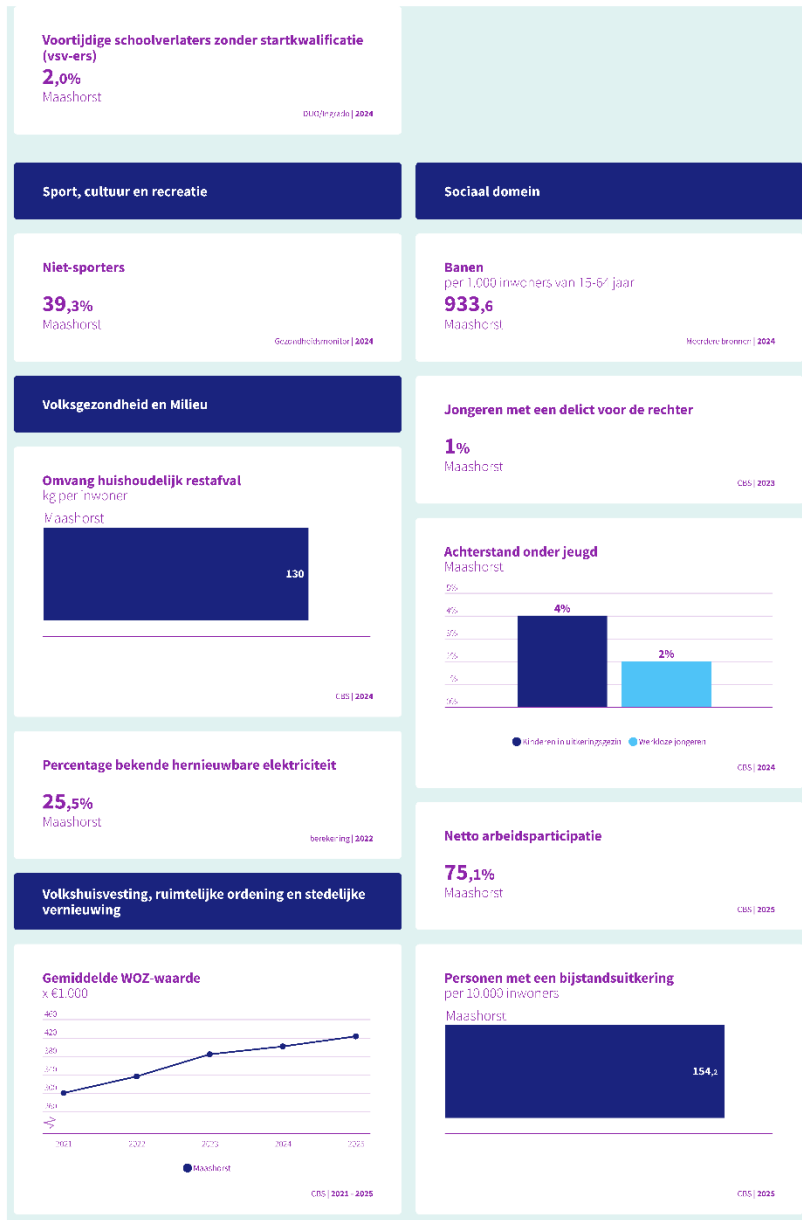 Voortijdige schoolverlaters zonder startkwalificatie
(vsv-ers)
2,0%
Maashorst
DUO/Ingrado | 2024
Sport, cultuur en recreatie
Niet-sporters
39,3%
Maashorst
Gezondheidsmonitor | 2024
Volksgezondheid en Milieu
Omvang huishoudelijk restafval
kg per inwoner
Maashorst
130
CBS | 2024
Percentage bekende hernieuwbare elektriciteit
25,5%
Maashorst
berekening | 2022
Volkshuisvesting, ruimtelijke ordening en stedelijke
vernieuwing
Gemiddelde WOZ-waarde
x €1.000
460
420
380
340
300
260
2021 2022 2023 2024 2025
Maashorst
CBS | 2021 - 2025
Sociaal domein
Banen
per 1.000 inwoners van 15-64 jaar
933,6
Maashorst
Meerdere bronnen | 2024
Jongeren met een delict voor de rechter
1%
Maashorst
CBS | 2023
Achterstand onder jeugd
Maashorst
5%
4%
3%
2%
1%
0%
4%
2%
Kinderen in uitkeringsgezin Werkloze jongeren
CBS | 2024
Netto arbeidsparticipatie
75,1%
Maashorst
CBS | 2025
Personen met een bijstandsuitkering
per 10.000 inwoners
Maashorst
154,2
CBS | 2025